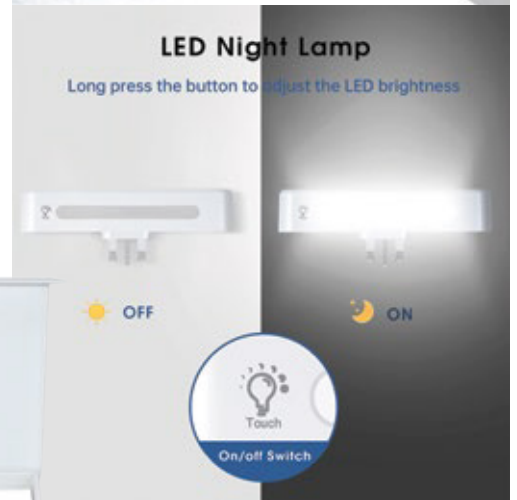 LED Night Lamp
Long press the button to adjust the LED brightness
OFF
ON
Touch
On/off Switch